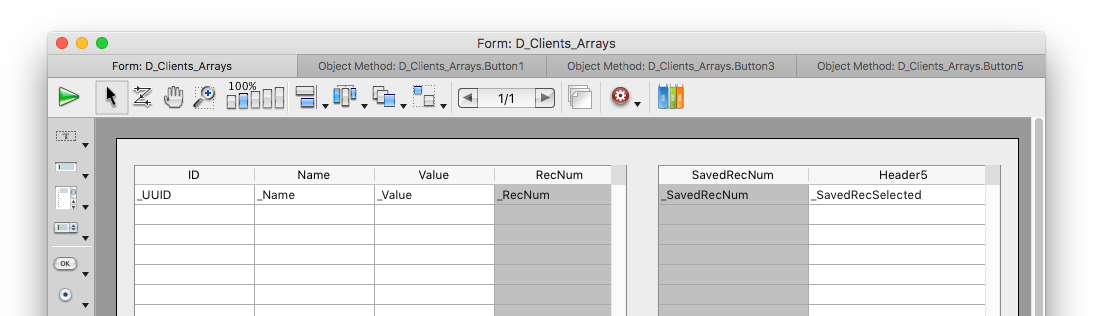 Form: D_Clients_Arrays
Form: D_Clients_Arrays Object Method: D_Clients_Arrays.Button1 Object Method: D_Clients_Arrays.Button3 Object Method: D_Clients_Arrays.Button5
100%
1/1
T
ID Name Value RecNum SavedRecNum Header5
_UUID _Name _Value _RecNum _SavedRecNum _SavedRecSelected
OK